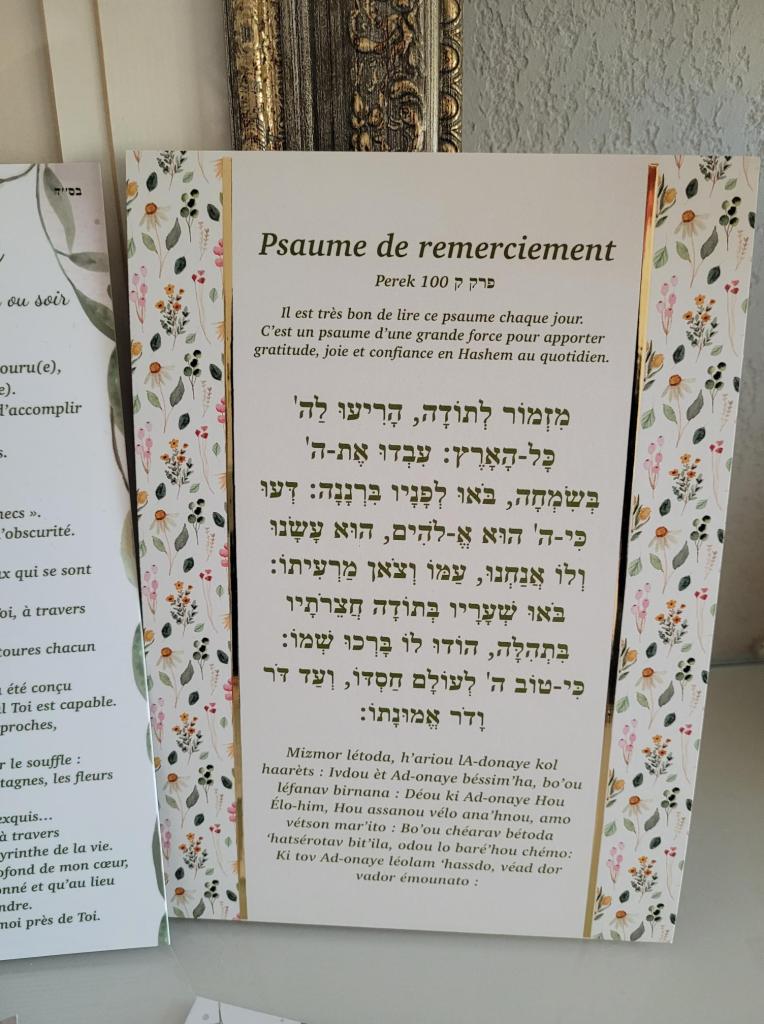 בס״ד
ou soir
ouru(e),
e).
d’accomplir
s.
necs ».
l’obscurité.
ux qui se sont
Toi, à travers
toures chacun
a été conçu
l Toi est capable.
proches,
r le souffle :
tagnes, les fleurs
exquis...
à travers
yrinthe de la vie.
ofond de mon cœur,
onné et qu’au lieu
ndre.
moi près de Toi.
Psaume de remerciement
Perek 100 פרק ק
Il est très bon de lire ce psaume chaque jour.
C’est un psaume d’une grande force pour apporter
gratitude, joie et confiance en Hashem au quotidien.
מִזְמוֹר לְתוֹדָה, הָרִיעוּ לַה'
כָּל-הָאָרֶץ: עִבְדוּ אֶת-ה'
בְּשִׂמְחָה, בֹּאוּ לְפָנָיו בִּרְנָנָה: דְּעוּ
כִּי-ה' הוּא אֱ-לֹהִים, הוּא עָשָׂנוּ
וְלוֹ אֲנַחְנוּ, עַמּוֹ וְצֹאן מַרְעִיתוֹ:
בֹּאוּ שְׁעָרָיו בְּתוֹדָה חֲצֵרֹתָיו
בִּתְהִלָּה, הוֹדוּ לוֹ בָּרְכוּ שְׁמוֹ:
כִּי-טוֹב ה' לְעוֹלָם חַסְדּוֹ, וְעַד דֹּר
וָדֹר אֱמוּנָתוֹ:
Mizmor létoda, h’ariou lA-donaye kol
haarèts : Ivdou èt Ad-onaye béssim’ha, bo’ou
léfanav birnana : Déou ki Ad-onaye Hou
Élo-him, Hou assanou vélo ana’hnou, amo
vétson mar’ito : Bo’ou chéarav bétoda
‘hatsérotav bit’ila, odou lo baré’hou chémo:
Ki tov Ad-onaye léolam ‘hassdo, véad dor
vador émounato :